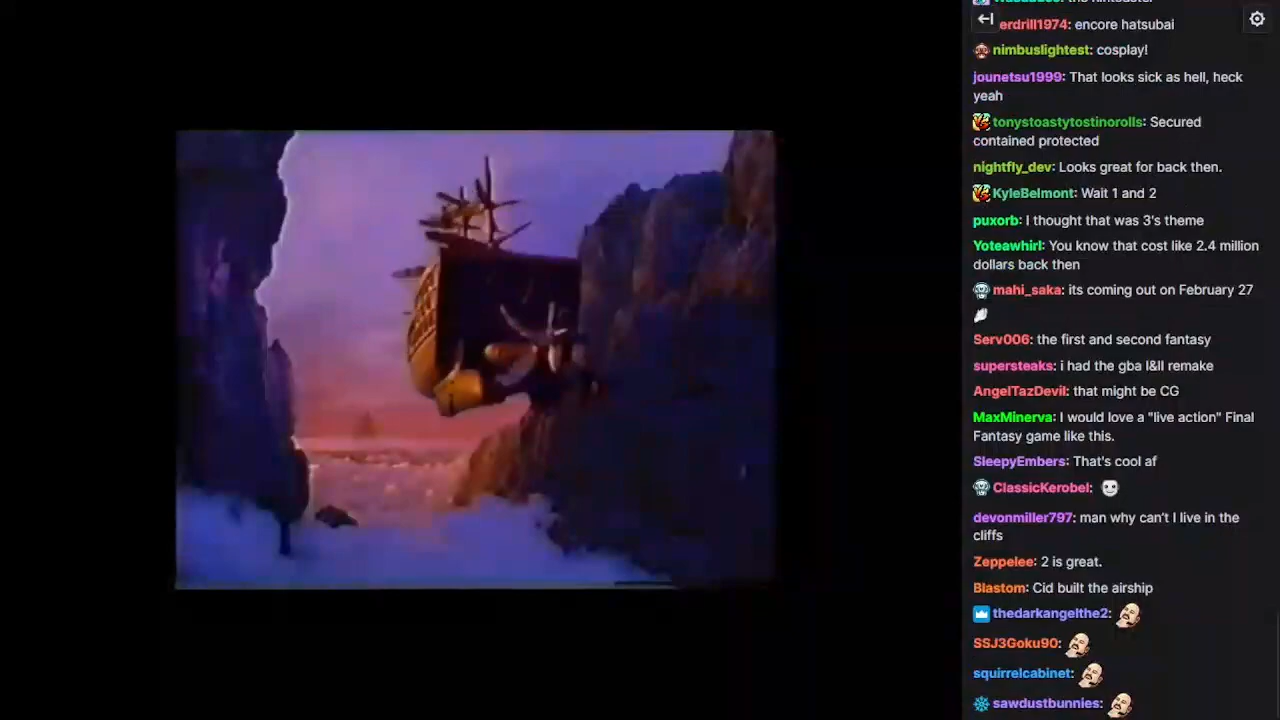 erdrill1974: encore hatsubai
nimbuslightest: cosplay!
jounetsu1999: That looks sick as hell, heck
yeah
tonystoastytostinorolls: Secured
contained protected
nightfly_dev: Looks great for back then.
KyleBelmont: Wait 1 and 2
puxorb: I thought that was 3's theme
Yoteawhirl: You know that cost like 2.4 million
dollars back then
mahi_saka: its coming out on February 27
Serv006: the first and second fantasy
supersteaks: i had the gba I&II remake
AngelTazDevil: that might be CG
MaxMinerva: I would love a "live action" Final
Fantasy game like this.
SleepyEmbers: That's cool af
ClassicKerobel:
devonmiller797: man why can't I live in the
cliffs
Zeppelee: 2 is great.
Blastom: Cid built the airship
thedarkangelthe2:
SSJ3Goku90:
squirrelcabinet:
sawdustbunnies: